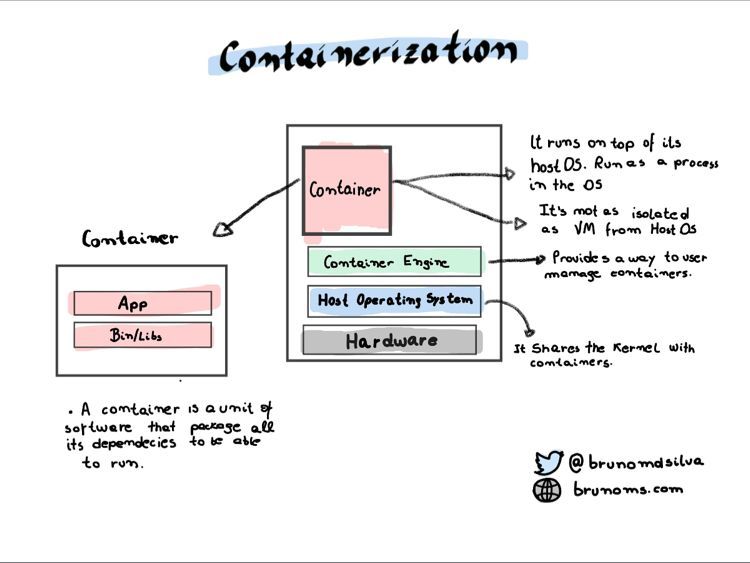 Containerization
It runs on top of its
host OS. Run as a process
in the OS
Container
It's not as isolated
as VM from Host OS
Container
Container Engine
Provides a way to user
manage containers.
App
Host Operating System
Bin/Libs
Hardware
It Shares the Kernel with
containers.
. A container is a unit of
software that package all
its dependecies to be able
to run.
@brunomdsilva
brunoms.com